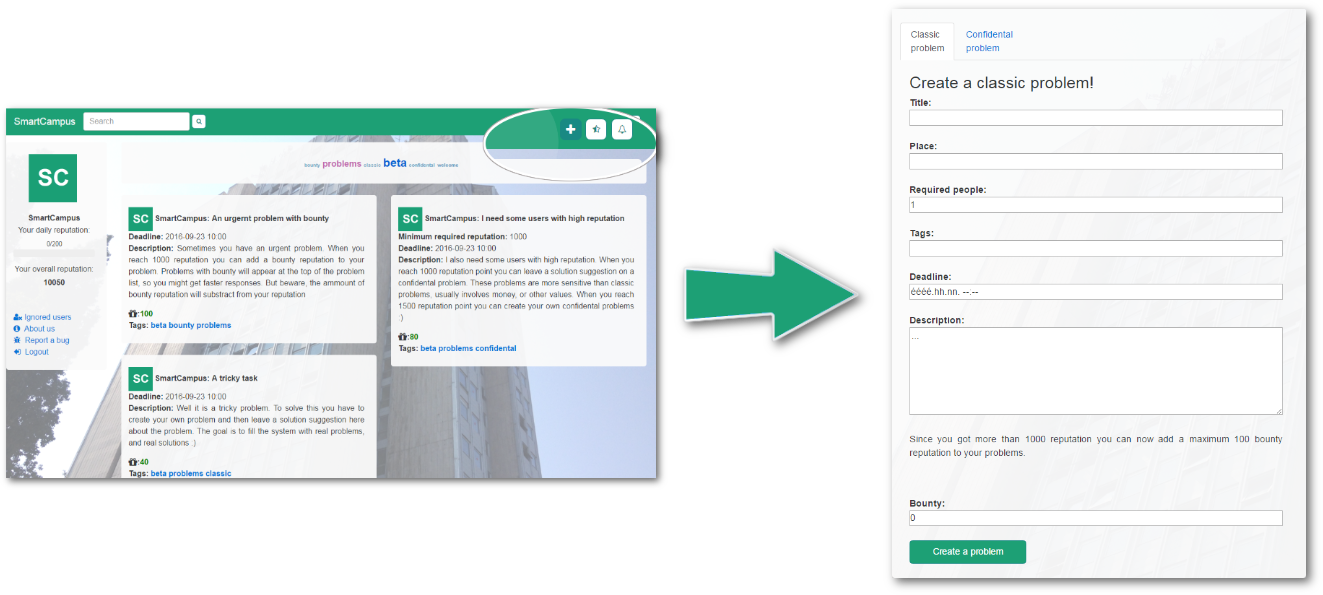 SmartCampus
Search
SC
SmartCampus
Your daily reputation:
0/200
Your overall reputation:
10050
Ignored users
About us
Report a bug
Logout
bounty problems classic beta confidental welcome
SC SmartCampus: An urgernt problem with bounty
Deadline: 2016-09-23 10:00
Description: Sometimes you have an urgent problem. When you
reach 1000 reputation you can add a bounty reputation to your
problem. Problems with bounty will appear at the top of the problem
list, so you might get faster responses. But beware, the ammount of
bounty reputation will substract from your reputation
:100
Tags: beta bounty problems
SC SmartCampus: A tricky task
Deadline: 2016-09-23 10:00
Description: Well it is a tricky problem. To solve this you have to
create your own problem and then leave a solution suggestion here
about the problem. The goal is to fill the system with real problems,
and real solutions :)
:40
Tags: beta problems classic
SC SmartCampus: I need some users with high reputation
Minimum required reputation: 1000
Deadline: 2016-09-23 10:00
Description: I also need some users with high reputation. When you
reach 1000 reputation point you can leave a solution suggestion on a
confidental problem. These problems are more sensitive than classic
problems, usually involves money, or other values. When you reach
1500 reputation point you can create your own confidental problems
:)
:80
Tags: beta problems confidental
Classic
problem
Confidental
problem
Create a classic problem!
Title:
Place:
Required people:
1
Tags:
Deadline:
éééé.hh.nn. --:--
Description:
...
Since you got more than 1000 reputation you can now add a maximum 100 bounty
reputation to your problems.
Bounty:
0
Create a problem